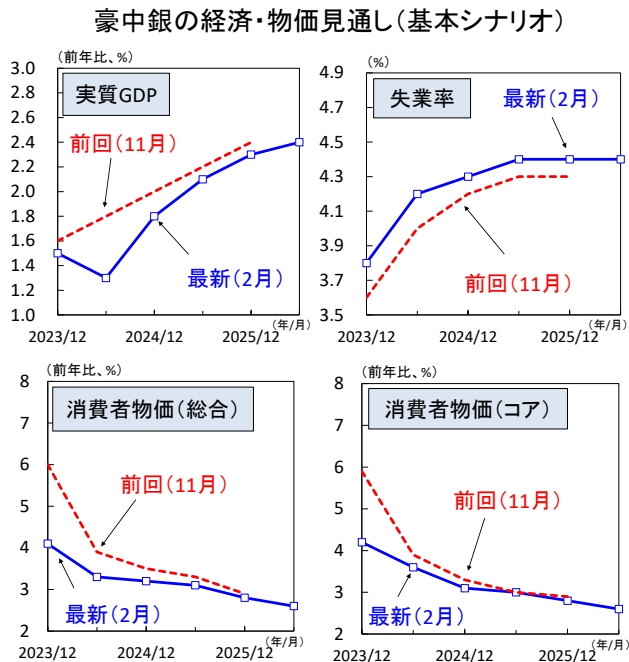 豪中銀の経済・物価見通し（基本シナリオ）
（前年比、%）
実質GDP
3.0
2.8
2.6
2.4
2.2
2.0
1.8
1.6
1.4
1.2
1.0
前回（11月）
最新（2月）
2023/12
2024/12
2025/12
（年/月）
（%）
失業率
4.9
4.7
4.5
4.3
4.1
3.9
3.7
3.5
最新（2月）
前回（11月）
2023/12
2024/12
2025/12
（年/月）
（前年比、%）
消費者物価（総合）
8
7
6
5
4
3
2
前回（11月）
最新（2月）
2023/12
2024/12
2025/12
（年/月）
（前年比、%）
消費者物価（コア）
8
7
6
5
4
3
2
前回（11月）
最新（2月）
2023/12
2024/12
2025/12
（年/月）